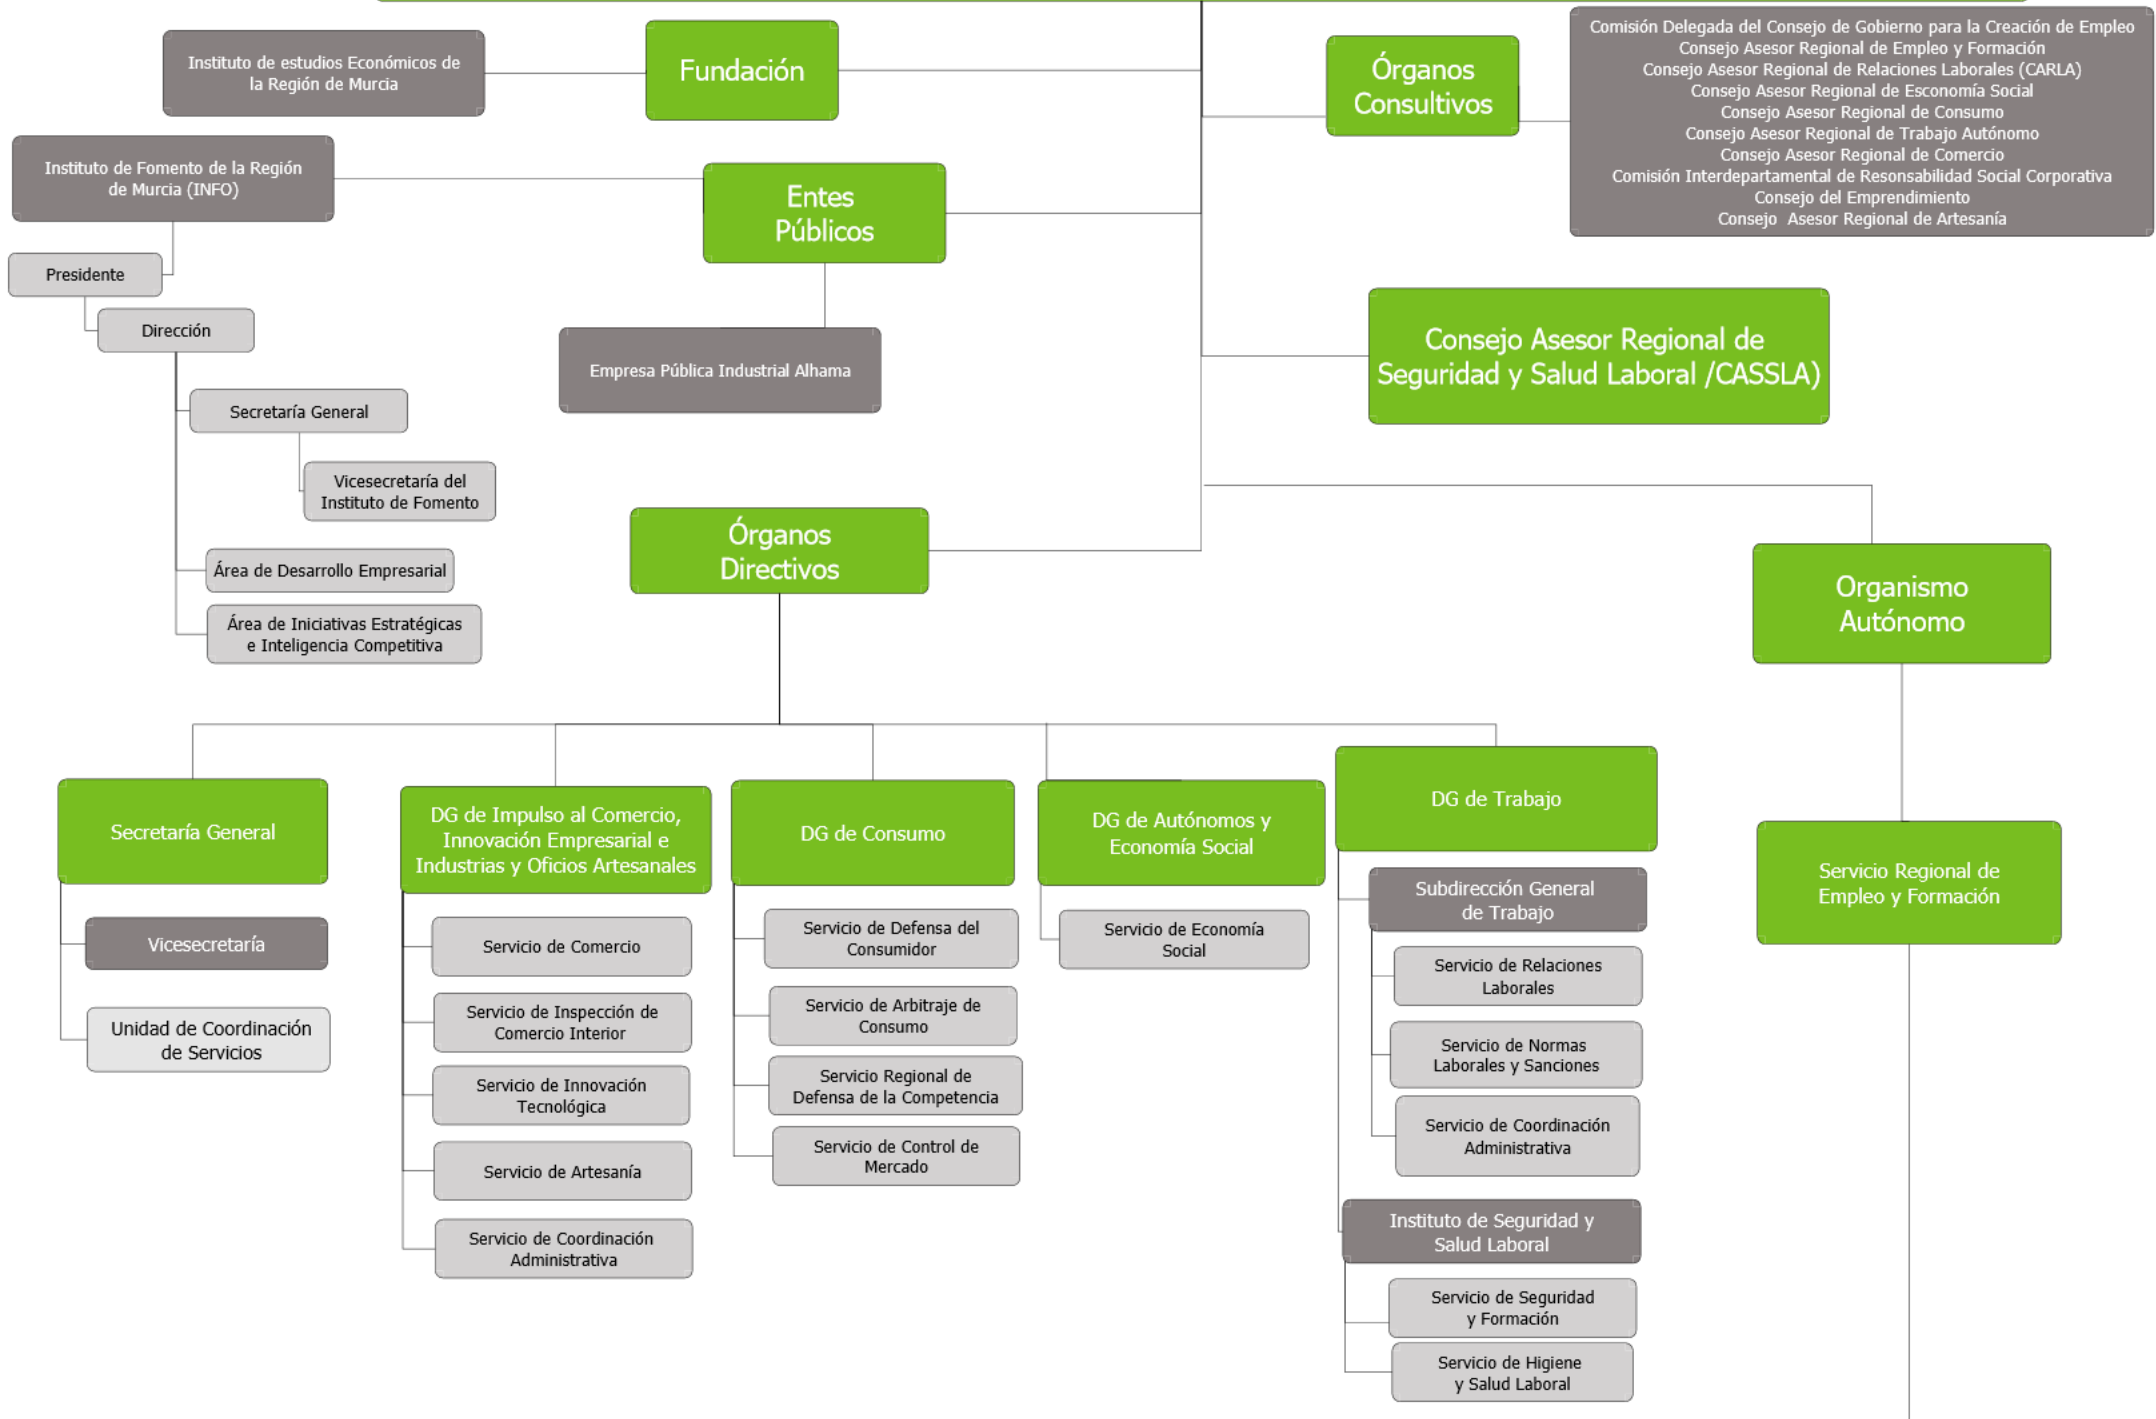 Instituto de estudios Económicos de
la Región de Murcia
Fundación
Órganos
Consultivos
Comisión Delegada del Consejo de Gobierno para la Creación de Empleo
Consejo Asesor Regional de Empleo y Formación
Consejo Asesor Regional de Relaciones Laborales (CARLA)
Consejo Asesor Regional de Esconomía Social
Consejo Asesor Regional de Consumo
Consejo Asesor Regional de Trabajo Autónomo
Consejo Asesor Regional de Comercio
Comisión Interdepartamental de Resonsabilidad Social Corporativa
Consejo del Emprendimiento
Consejo Asesor Regional de Artesanía
Instituto de Fomento de la Región
de Murcia (INFO)
Entes
Públicos
Presidente
Dirección
Secretaría General
Vicesecretaría del
Instituto de Fomento
Área de Desarrollo Empresarial
Área de Iniciativas Estratégicas
e Inteligencia Competitiva
Empresa Pública Industrial Alhama
Consejo Asesor Regional de
Seguridad y Salud Laboral /CASSLA)
Órganos
Directivos
Organismo
Autónomo
Secretaría General
Vicesecretaría
Unidad de Coordinación
de Servicios
DG de Impulso al Comercio,
Innovación Empresarial e
Industrias y Oficios Artesanales
Servicio de Comercio
Servicio de Inspección de
Comercio Interior
Servicio de Innovación
Tecnológica
Servicio de Artesanía
Servicio de Coordinación
Administrativa
DG de Consumo
Servicio de Defensa del
Consumidor
Servicio de Arbitraje de
Consumo
Servicio Regional de
Defensa de la Competencia
Servicio de Control de
Mercado
DG de Autónomos y
Economía Social
Servicio de Economía
Social
DG de Trabajo
Subdirección General
de Trabajo
Servicio de Relaciones
Laborales
Servicio de Normas
Laborales y Sanciones
Servicio de Coordinación
Administrativa
Instituto de Seguridad y
Salud Laboral
Servicio de Seguridad
y Formación
Servicio de Higiene
y Salud Laboral
Servicio Regional de
Empleo y Formación